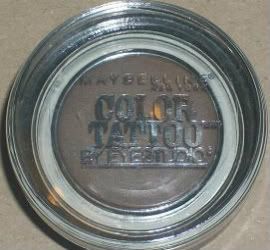 MAYBELLINE®
NEW YORK
COLOR
TATTOO
BY EYESTUDIO®